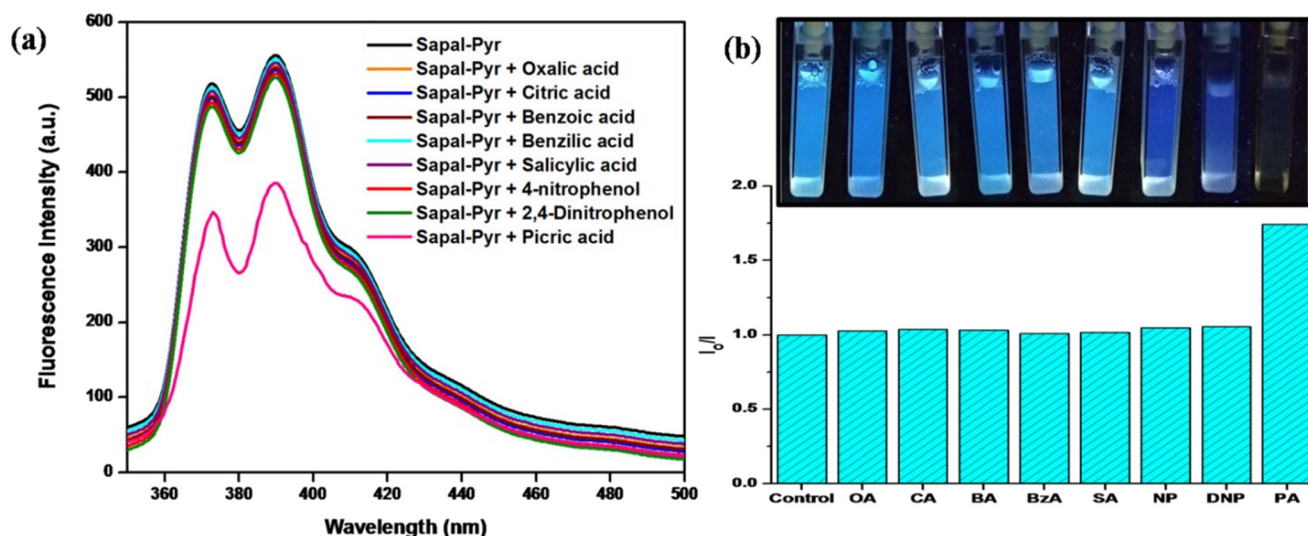 (a)
600
500
400
300
200
100
0
Fluorescence Intensity (a.u.)
Sapal-Pyr
Sapal-Pyr + Oxalic acid
Sapal-Pyr + Citric acid
Sapal-Pyr + Benzoic acid
Sapal-Pyr + Benzilic acid
Sapal-Pyr + Salicylic acid
Sapal-Pyr + 4-nitrophenol
Sapal-Pyr + 2,4-Dinitrophenol
Sapal-Pyr + Picric acid
360 380 400 420 440 460 480 500
Wavelength (nm)
(b)
2.0
1.5
1.0
0.5
0.0
I₀/I
Control OA CA BA BzA SA NP DNP PA